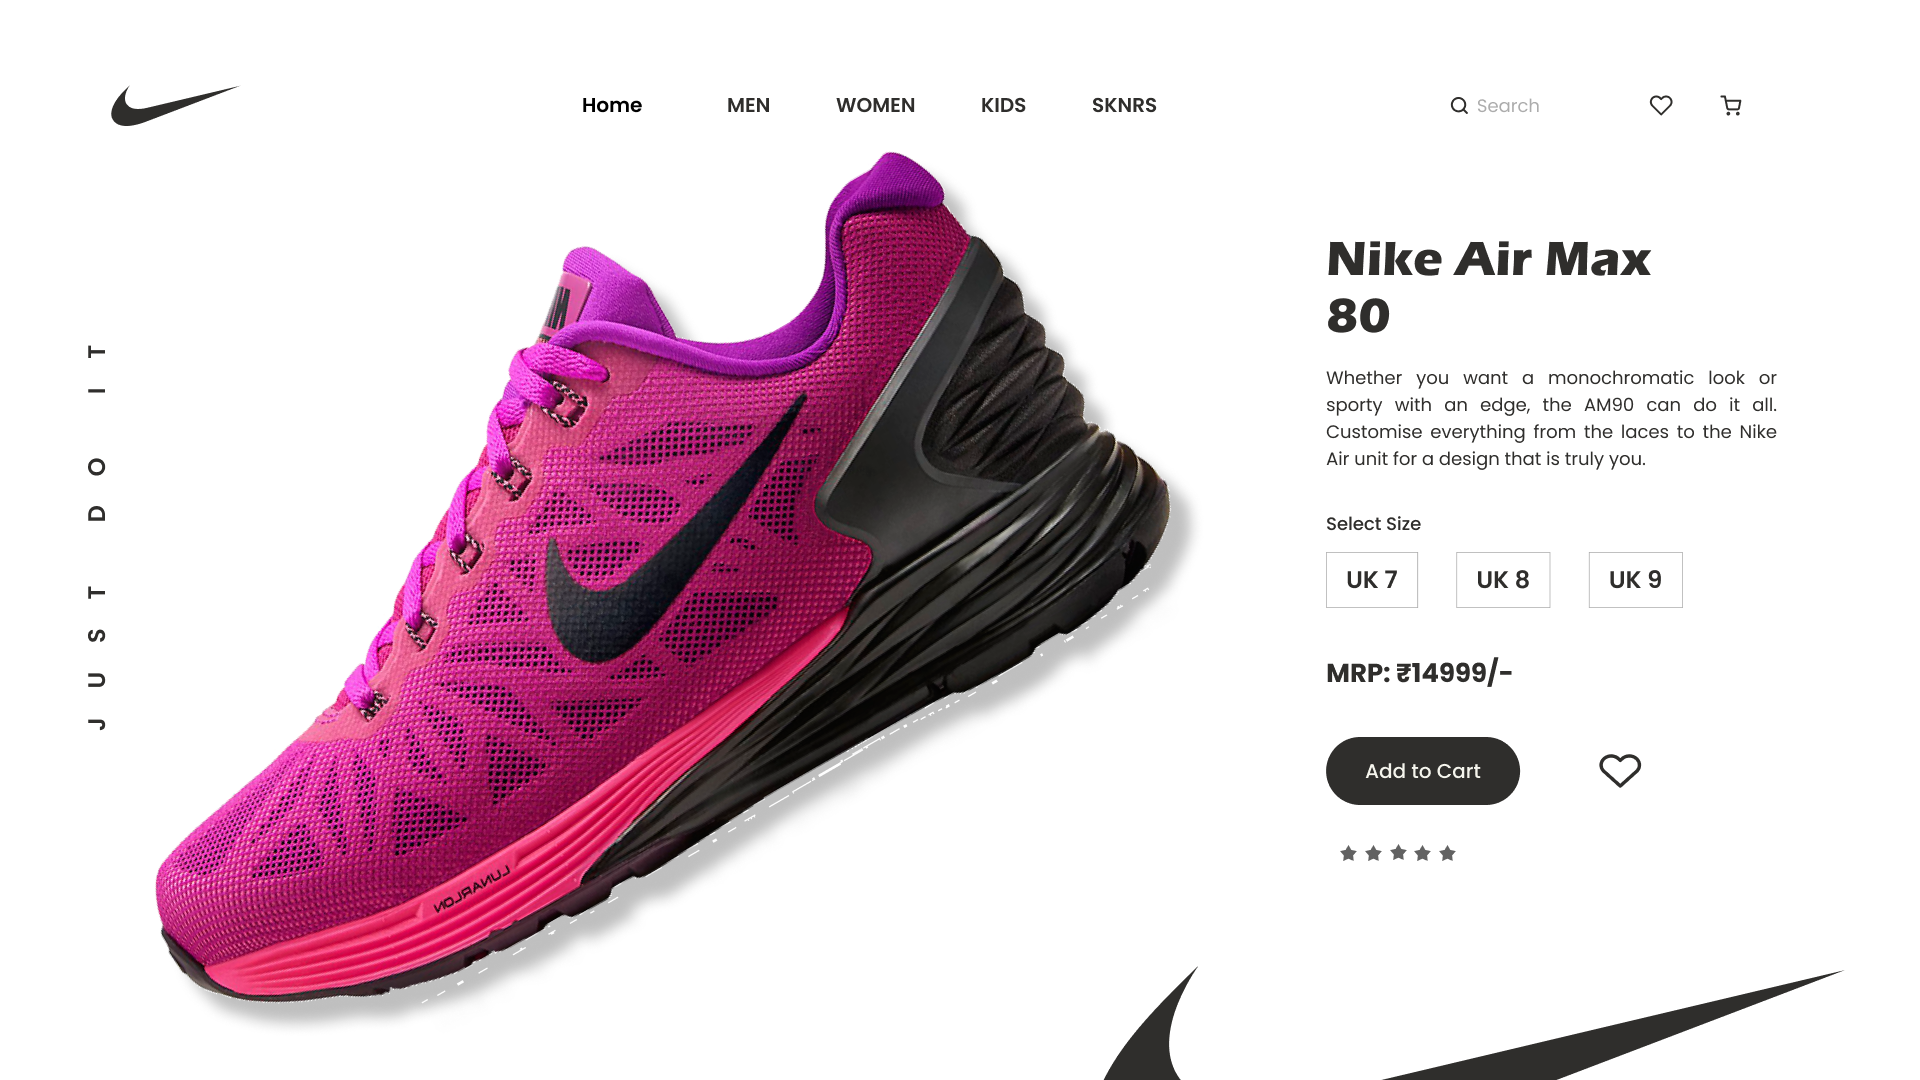 Home MEN WOMEN KIDS SKNRS Search
JUST DO IT
Nike Air Max
80
Whether you want a monochromatic look or
sporty with an edge, the AM90 can do it all.
Customise everything from the laces to the Nike
Air unit for a design that is truly you.
Select Size
UK 7 UK 8 UK 9
MRP: ₹14999/-
Add to Cart
LUNARLON